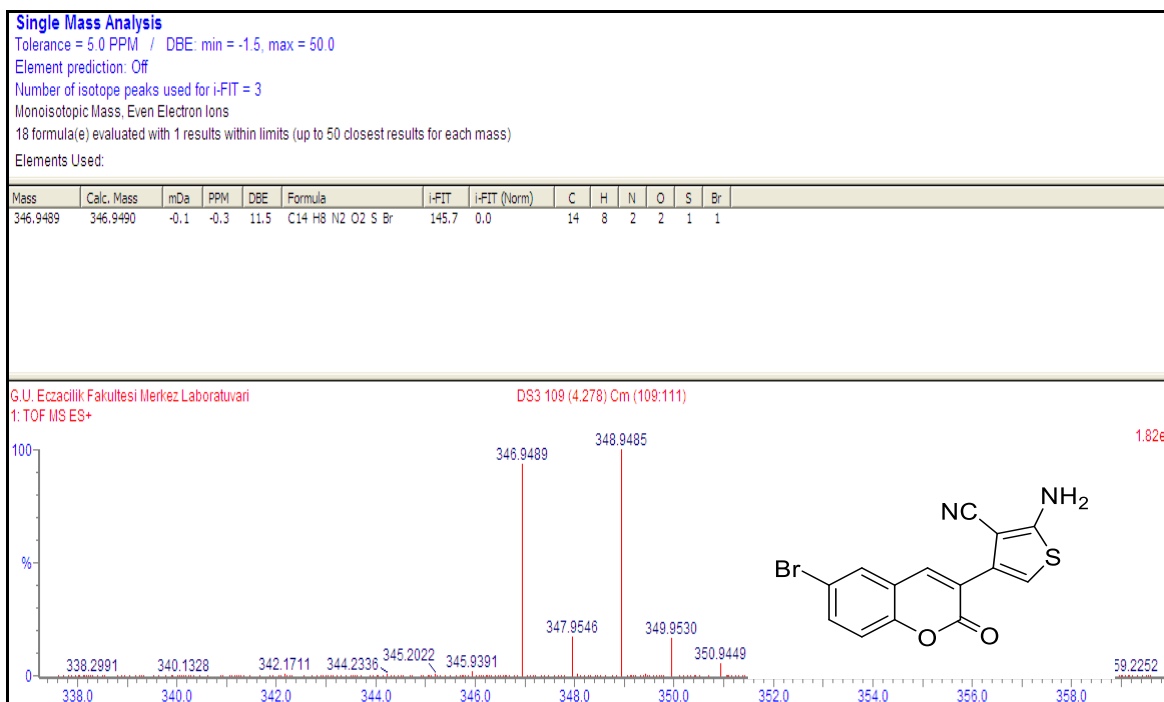 Single Mass Analysis
Tolerance = 5.0 PPM / DBE: min = -1.5, max = 50.0
Element prediction: Off
Number of isotope peaks used for i-FIT = 3
Monoisotopic Mass, Even Electron Ions
18 formula(e) evaluated with 1 results within limits (up to 50 closest results for each mass)
Elements Used:
Mass Calc. Mass mDa PPM DBE Formula i-FIT i-FIT (Norm) C H N O S Br
346.9489 346.9490 -0.1 -0.3 11.5 C14 H8 N2 O2 S Br 145.7 0.0 14 8 2 2 1 1
G.U. Eczacilik Fakultesi Merkez Laboratuvari DS3 109 (4.278) Cm (109:111)
1: TOF MS ES+
1.82e
100
346.9489 348.9485
NC NH2
S
%
Br
O O
347.9546 349.9530
338.2991 340.1328 342.1711 344.2336 345.2022 345.9391 350.9449 59.2252
0
338.0 340.0 342.0 344.0 346.0 348.0 350.0 352.0 354.0 356.0 358.0